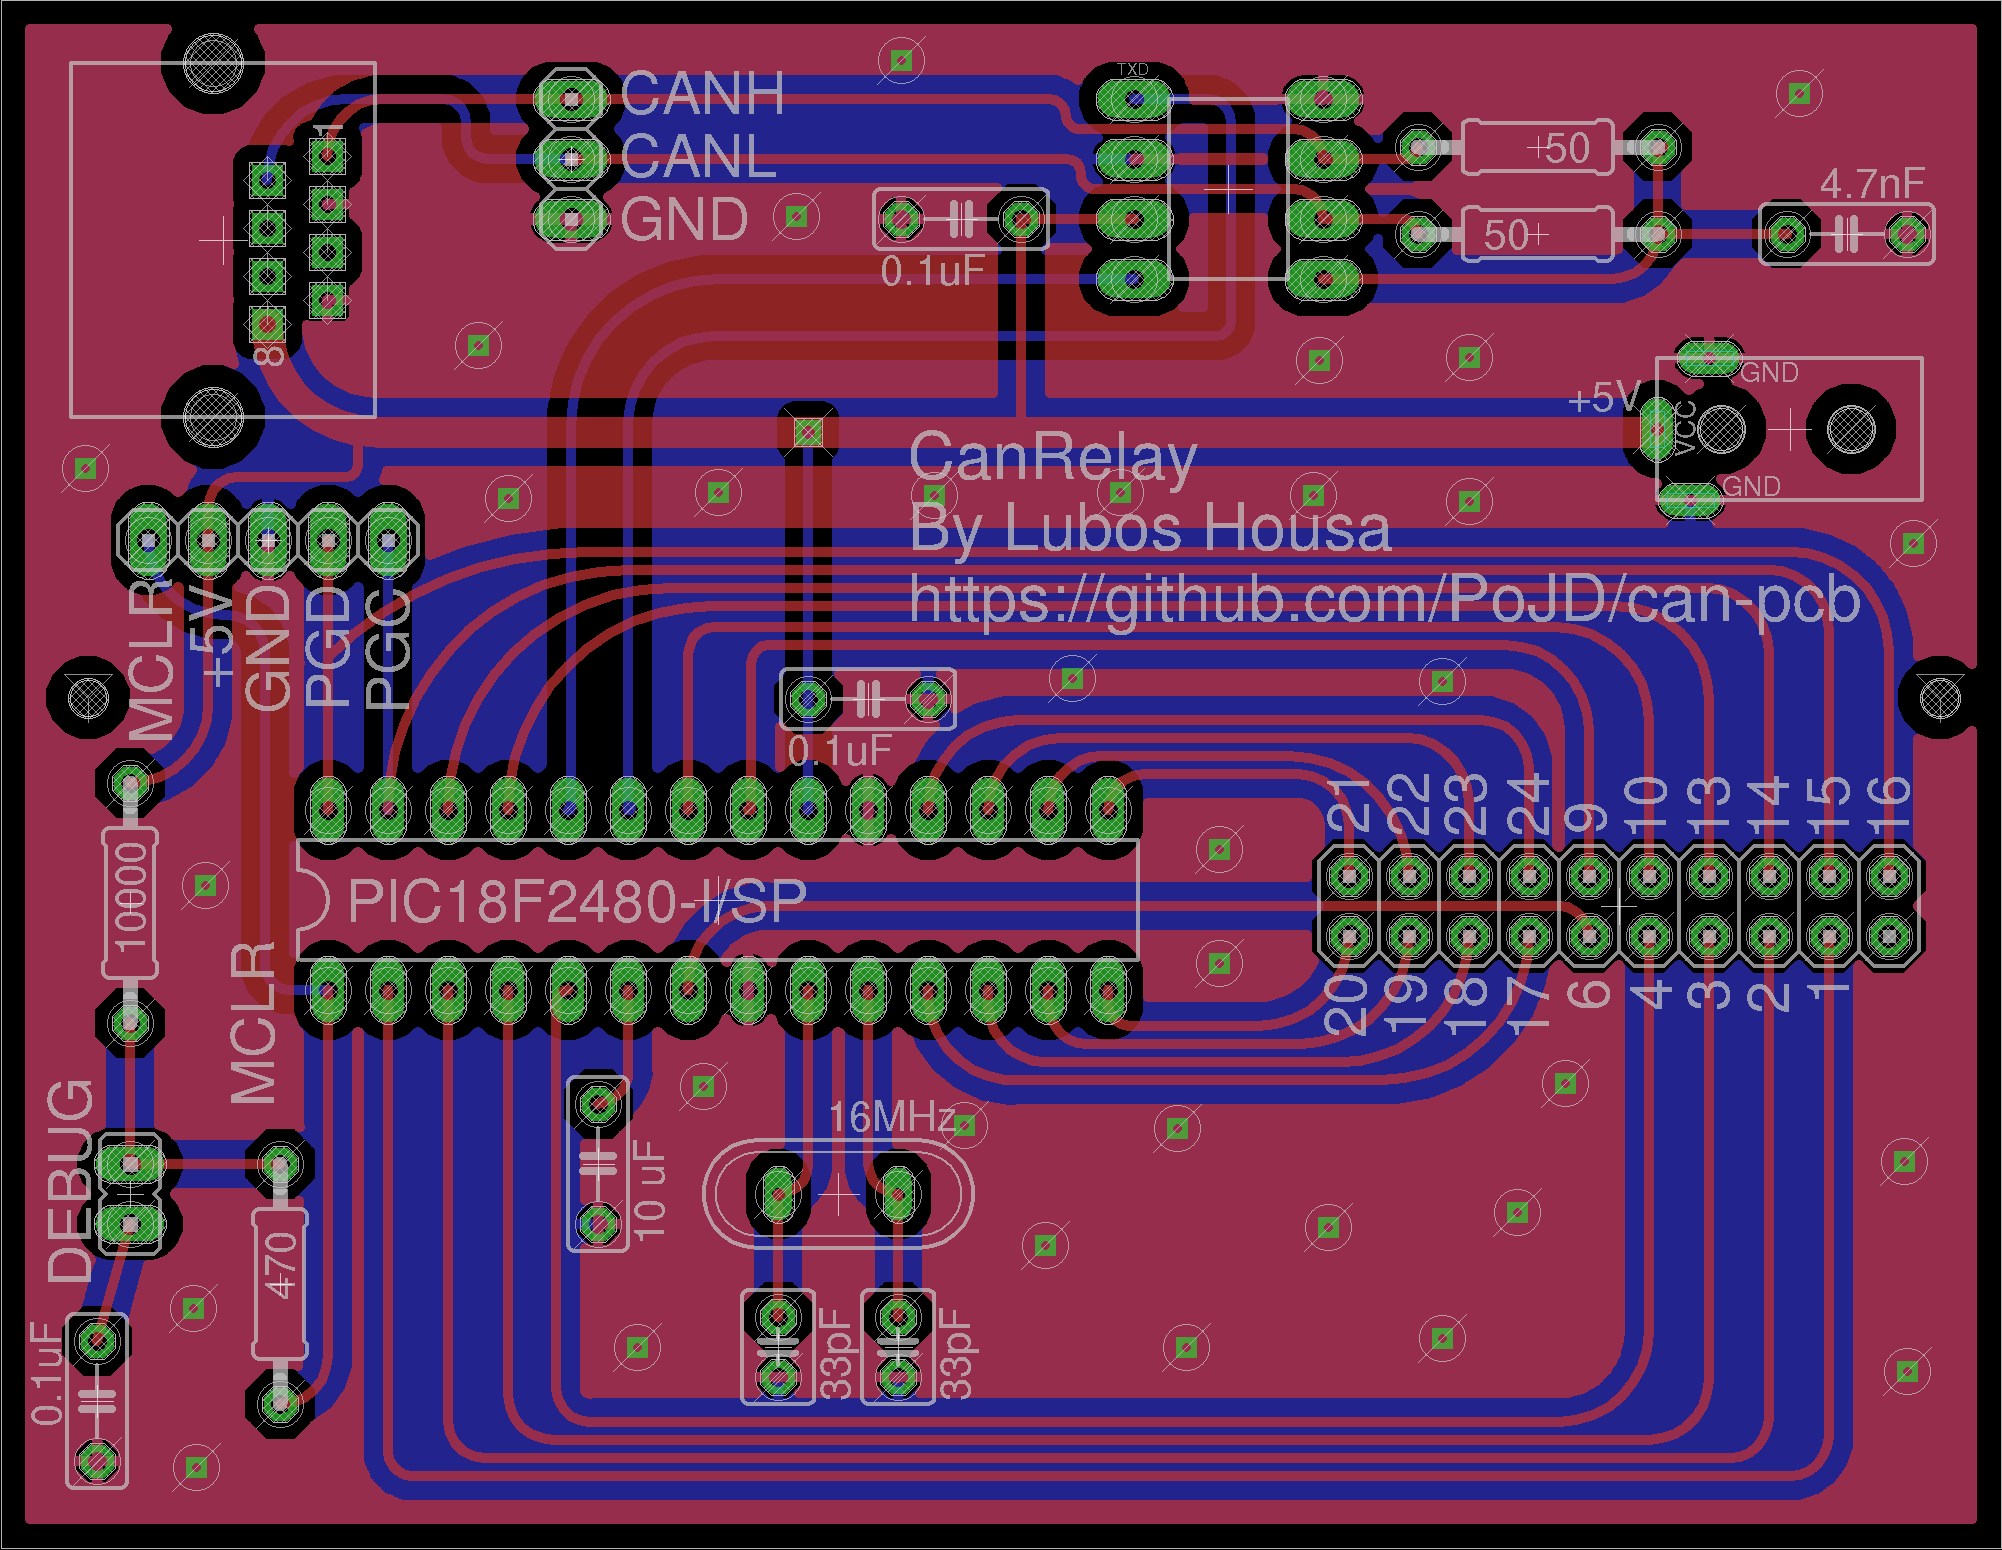 TXD
CANH
CANL
GND
1
8
0.1uF
50
50
4.7nF
GND
+5V
VCC
GND
CanRelay
By Lubos Housa
https://github.com/PoJD/can-pcb
MCLR
+5V
GND
PGD
PGC
0.1uF
21
22
23
24
9
10
13
14
15
16
10000
PIC18F2480-I/SP
MCLR
20
19
18
17
6
4
3
2
1
DEBUG
470
10 uF
16MHz
0.1uF
33pF
33pF